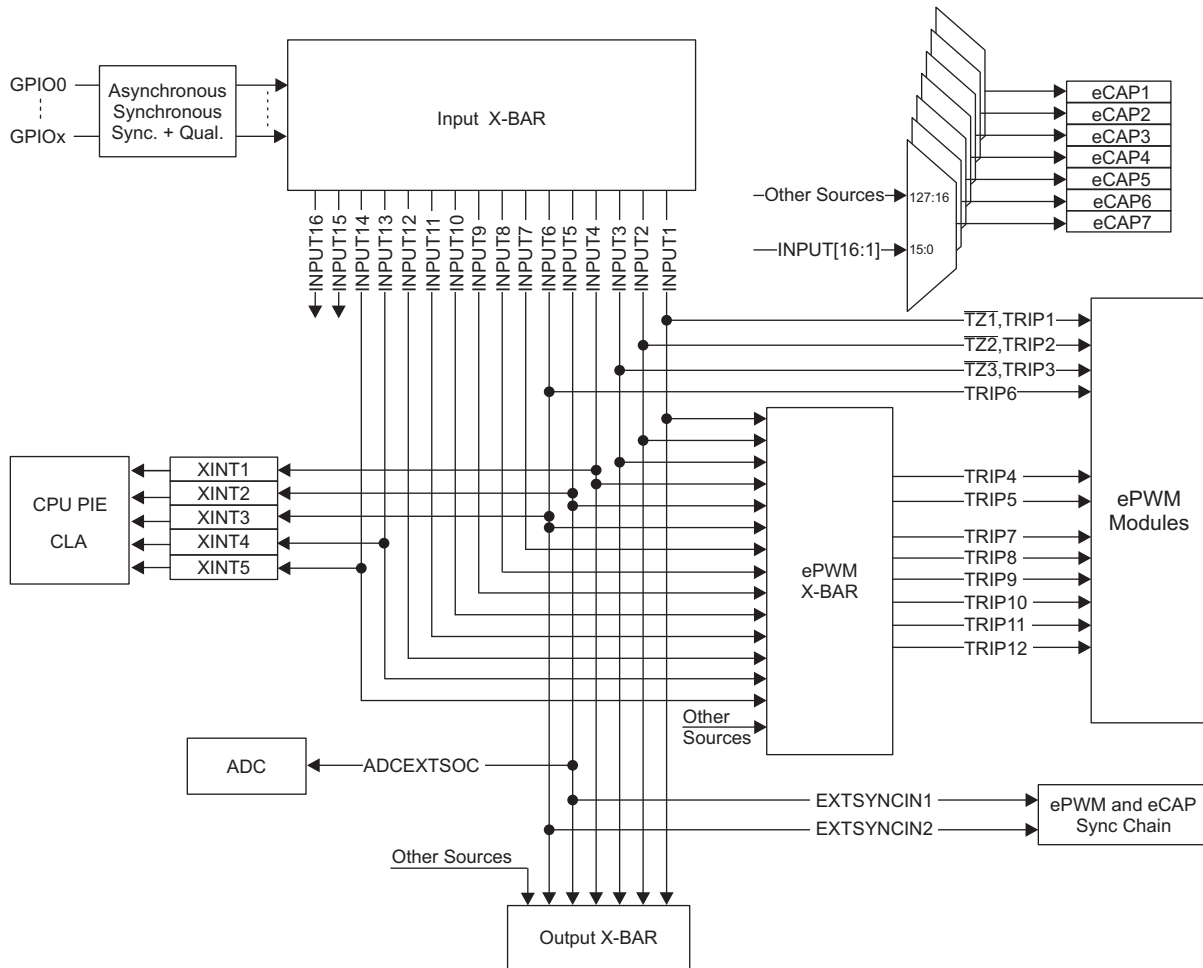 GPIO0
GPIOx
Asynchronous
Synchronous
Sync. + Qual.
Input X-BAR
eCAP1
eCAP2
eCAP3
eCAP4
eCAP5
eCAP6
eCAP7
Other Sources
127:16
INPUT[16:1]
15:0
INPUT16
INPUT15
INPUT14
INPUT13
INPUT12
INPUT11
INPUT10
INPUT9
INPUT8
INPUT7
INPUT6
INPUT5
INPUT4
INPUT3
INPUT2
INPUT1
TZ1,TRIP1
TZ2,TRIP2
TZ3,TRIP3
TRIP6
CPU PIE
CLA
XINT1
XINT2
XINT3
XINT4
XINT5
ePWM
X-BAR
TRIP4
TRIP5
TRIP7
TRIP8
TRIP9
TRIP10
TRIP11
TRIP12
ePWM
Modules
Other
Sources
ADC
ADCEXTSOC
EXTSYNCIN1
EXTSYNCIN2
ePWM and eCAP
Sync Chain
Other Sources
Output X-BAR